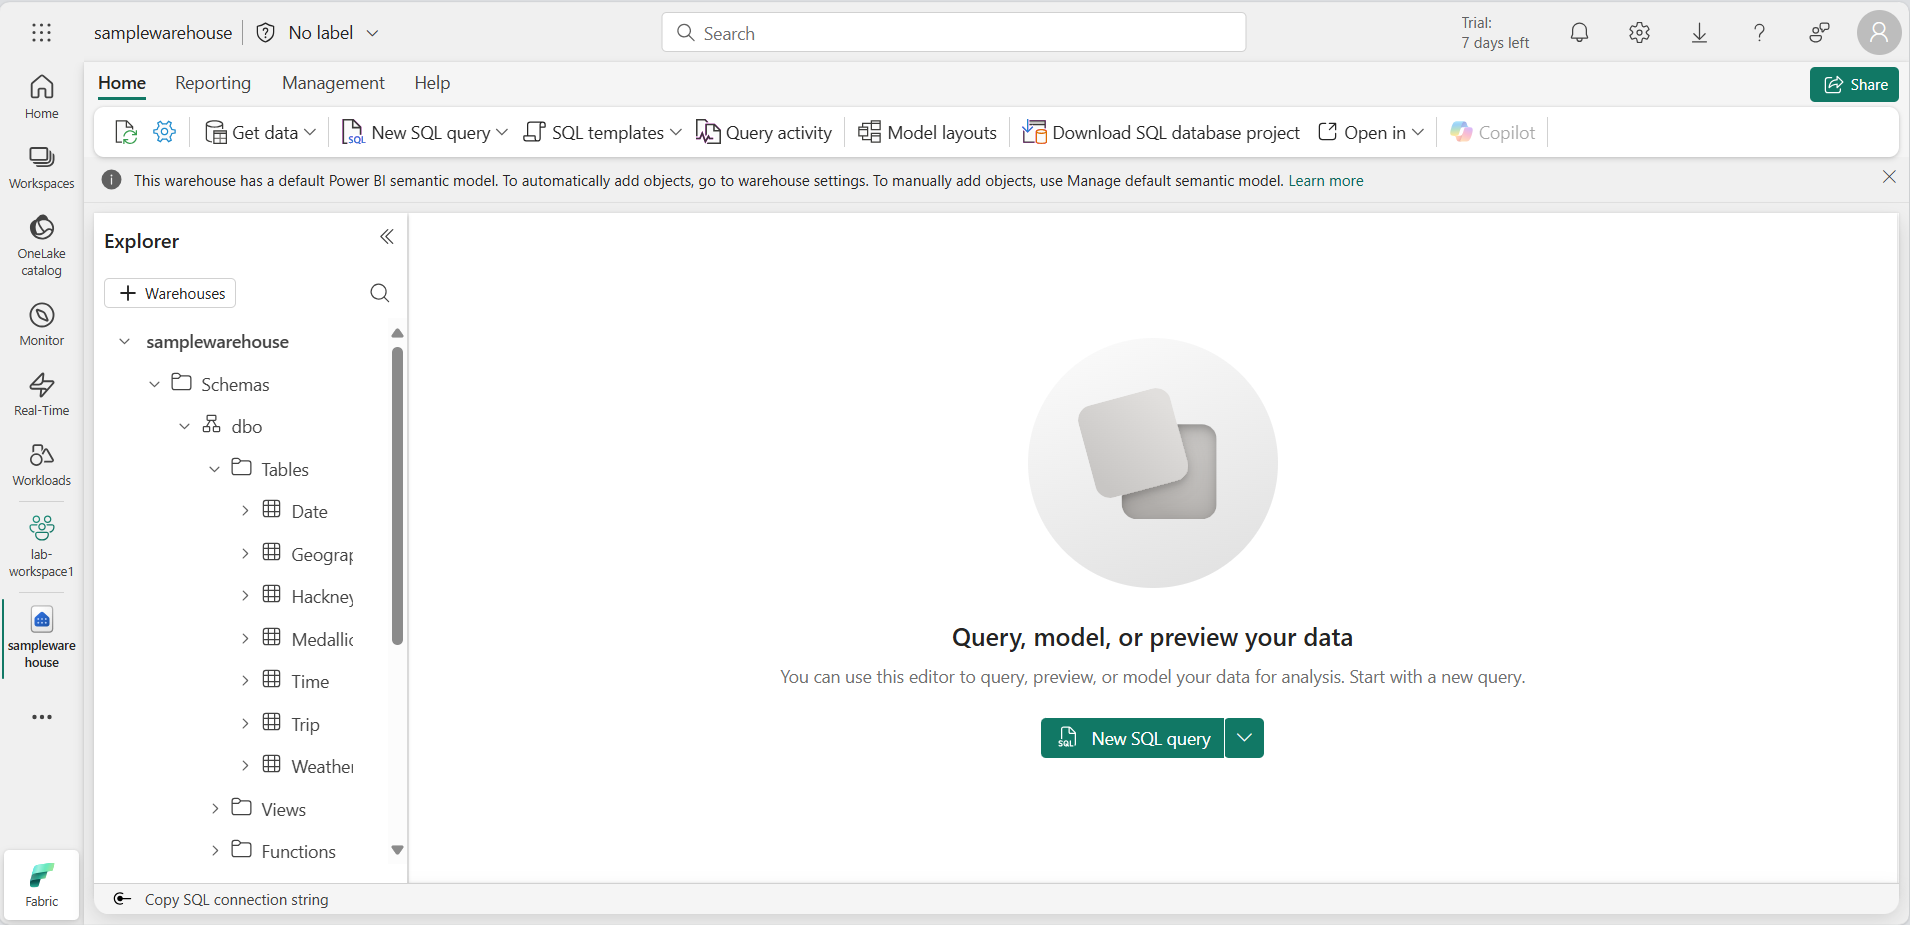 samplewarehouse
No label
Search
Trial:
7 days left
Home
Reporting
Management
Help
Share
Get data
New SQL query
SQL templates
Query activity
Model layouts
Download SQL database project
Open in
Copilot
This warehouse has a default Power BI semantic model. To automatically add objects, go to warehouse settings. To manually add objects, use Manage default semantic model. Learn more
Home
Workspaces
OneLake
catalog
Monitor
Real-Time
Workloads
lab-
workspace1
sampleware
house
Fabric
Explorer
Warehouses
samplewarehouse
Schemas
dbo
Tables
Date
Geograp
Hackney
Medallic
Time
Trip
Weather
Views
Functions
SQL
Query, model, or preview your data
You can use this editor to query, preview, or model your data for analysis. Start with a new query.
New SQL query
Copy SQL connection string